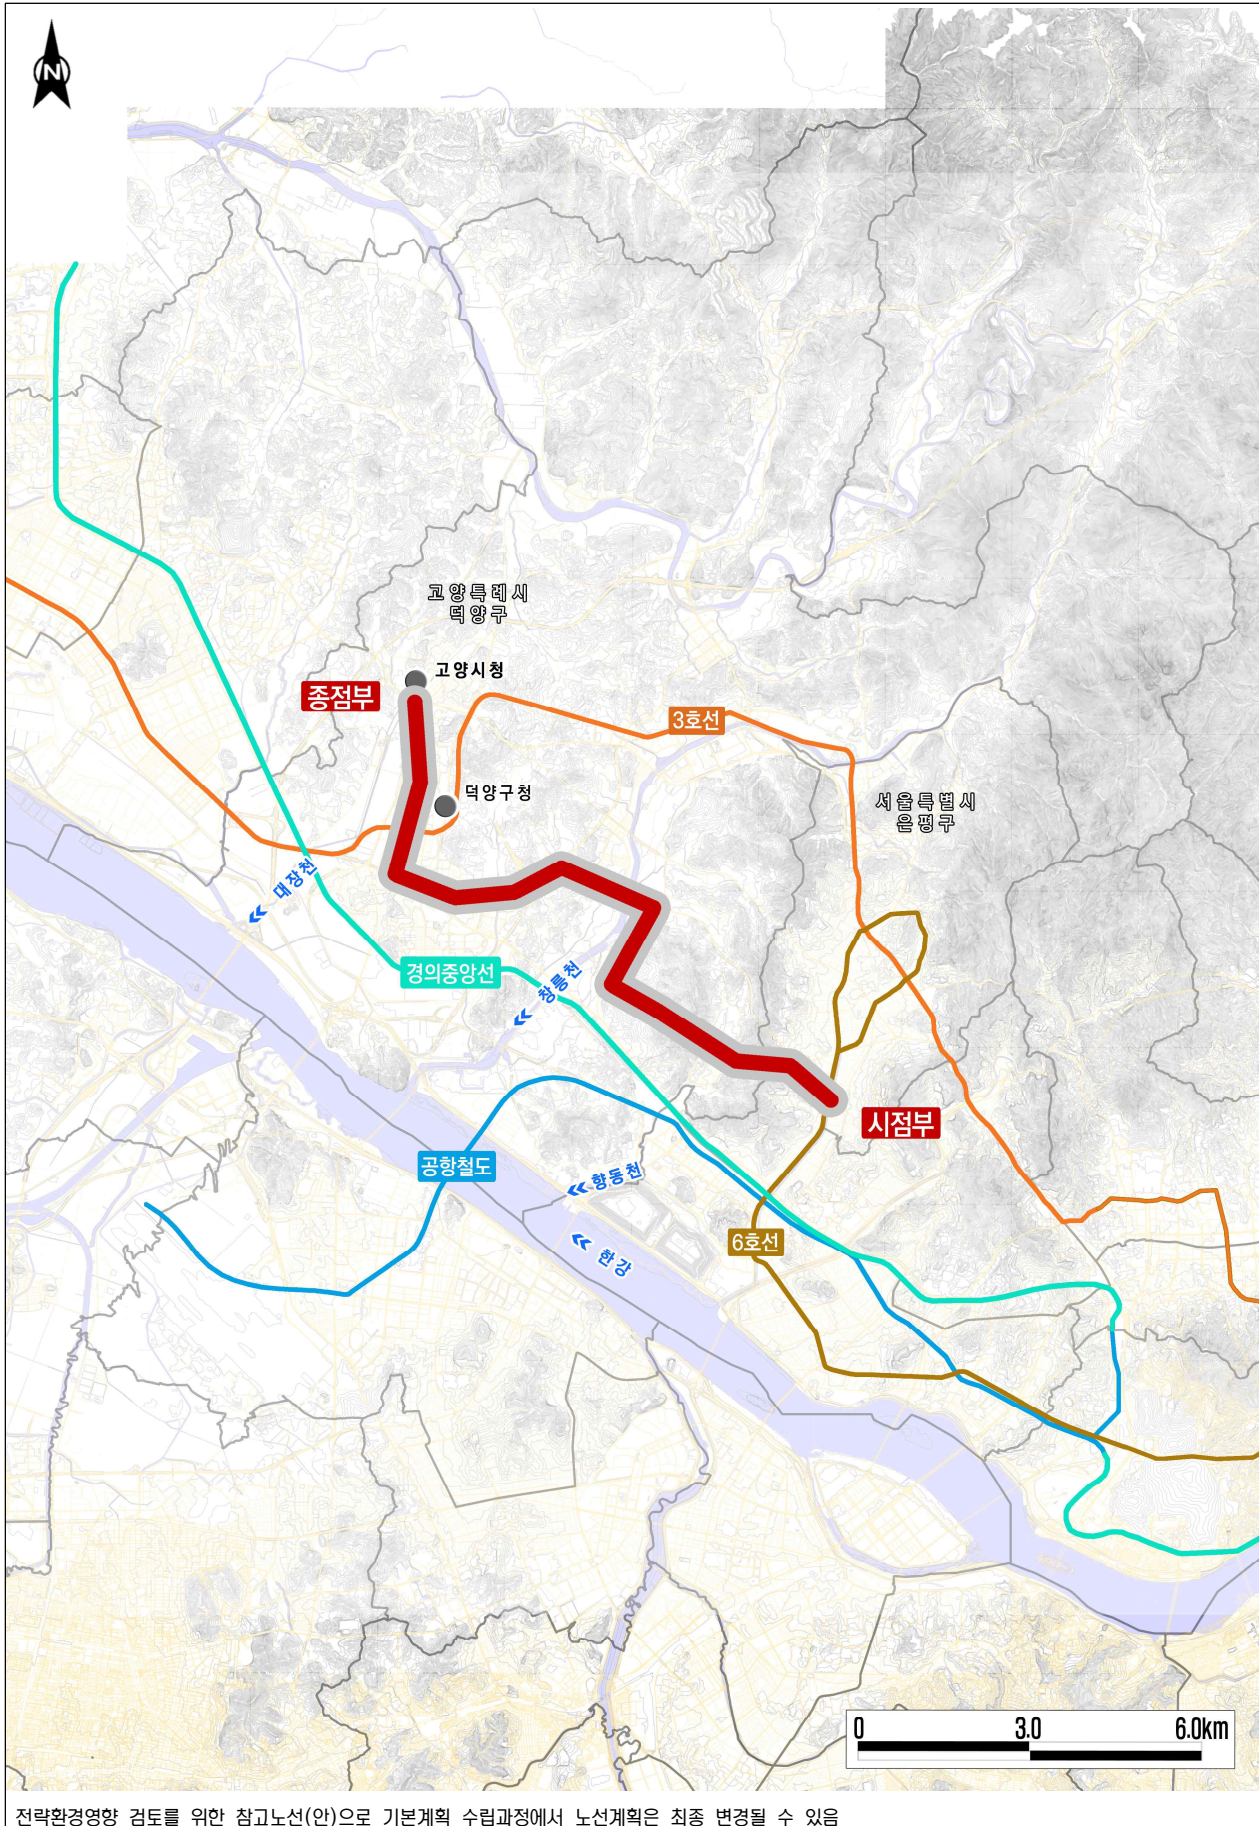 N
고양특례시
덕양구
고양시청
종점부
3호선
덕양구청
서울특별시
은평구
대장천
경의중앙선
창릉천
시점부
공항철도
향동천
6호선
한강
0 3.0 6.0km
전략환경영향 검토를 위한 참고노선(안)으로 기본계획 수립과정에서 노선계획은 최종 변경될 수 있음